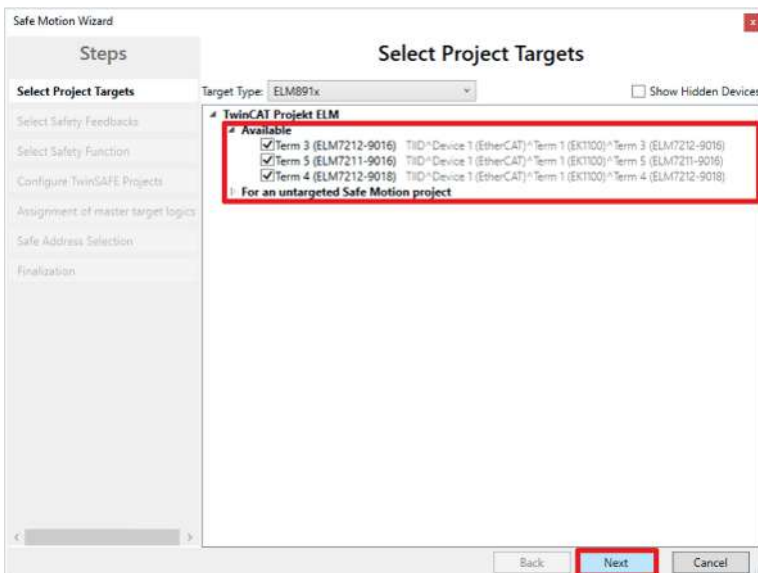 Safe Motion Wizard
x
Steps
Select Project Targets
Select Project Targets
Target Type: ELM891x
Show Hidden Devices
Select Safety Feedbacks
Select Safety Function
Configure TwinSAFE Projects
Assignment of master target logics
Safe Address Selection
Finalization
TwinCAT Projekt ELM
Available
Term 3 (ELM7212-9016) TIID^Device 1 (EtherCAT)^Term 1 (EK1100)^Term 3 (ELM7212-9016)
Term 5 (ELM7211-9016) TIID^Device 1 (EtherCAT)^Term 1 (EK1100)^Term 5 (ELM7211-9016)
Term 4 (ELM7212-9018) TIID^Device 1 (EtherCAT)^Term 1 (EK1100)^Term 4 (ELM7212-9018)
For an untargeted Safe Motion project
Back
Next
Cancel